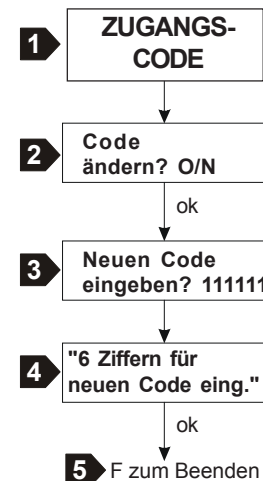 1
ZUGANGS-
CODE
2
Code
ändern? O/N
ok
3
Neuen Code
eingeben? 111111
4
"6 Ziffern für
neuen Code eing."
ok
5 F zum Beenden